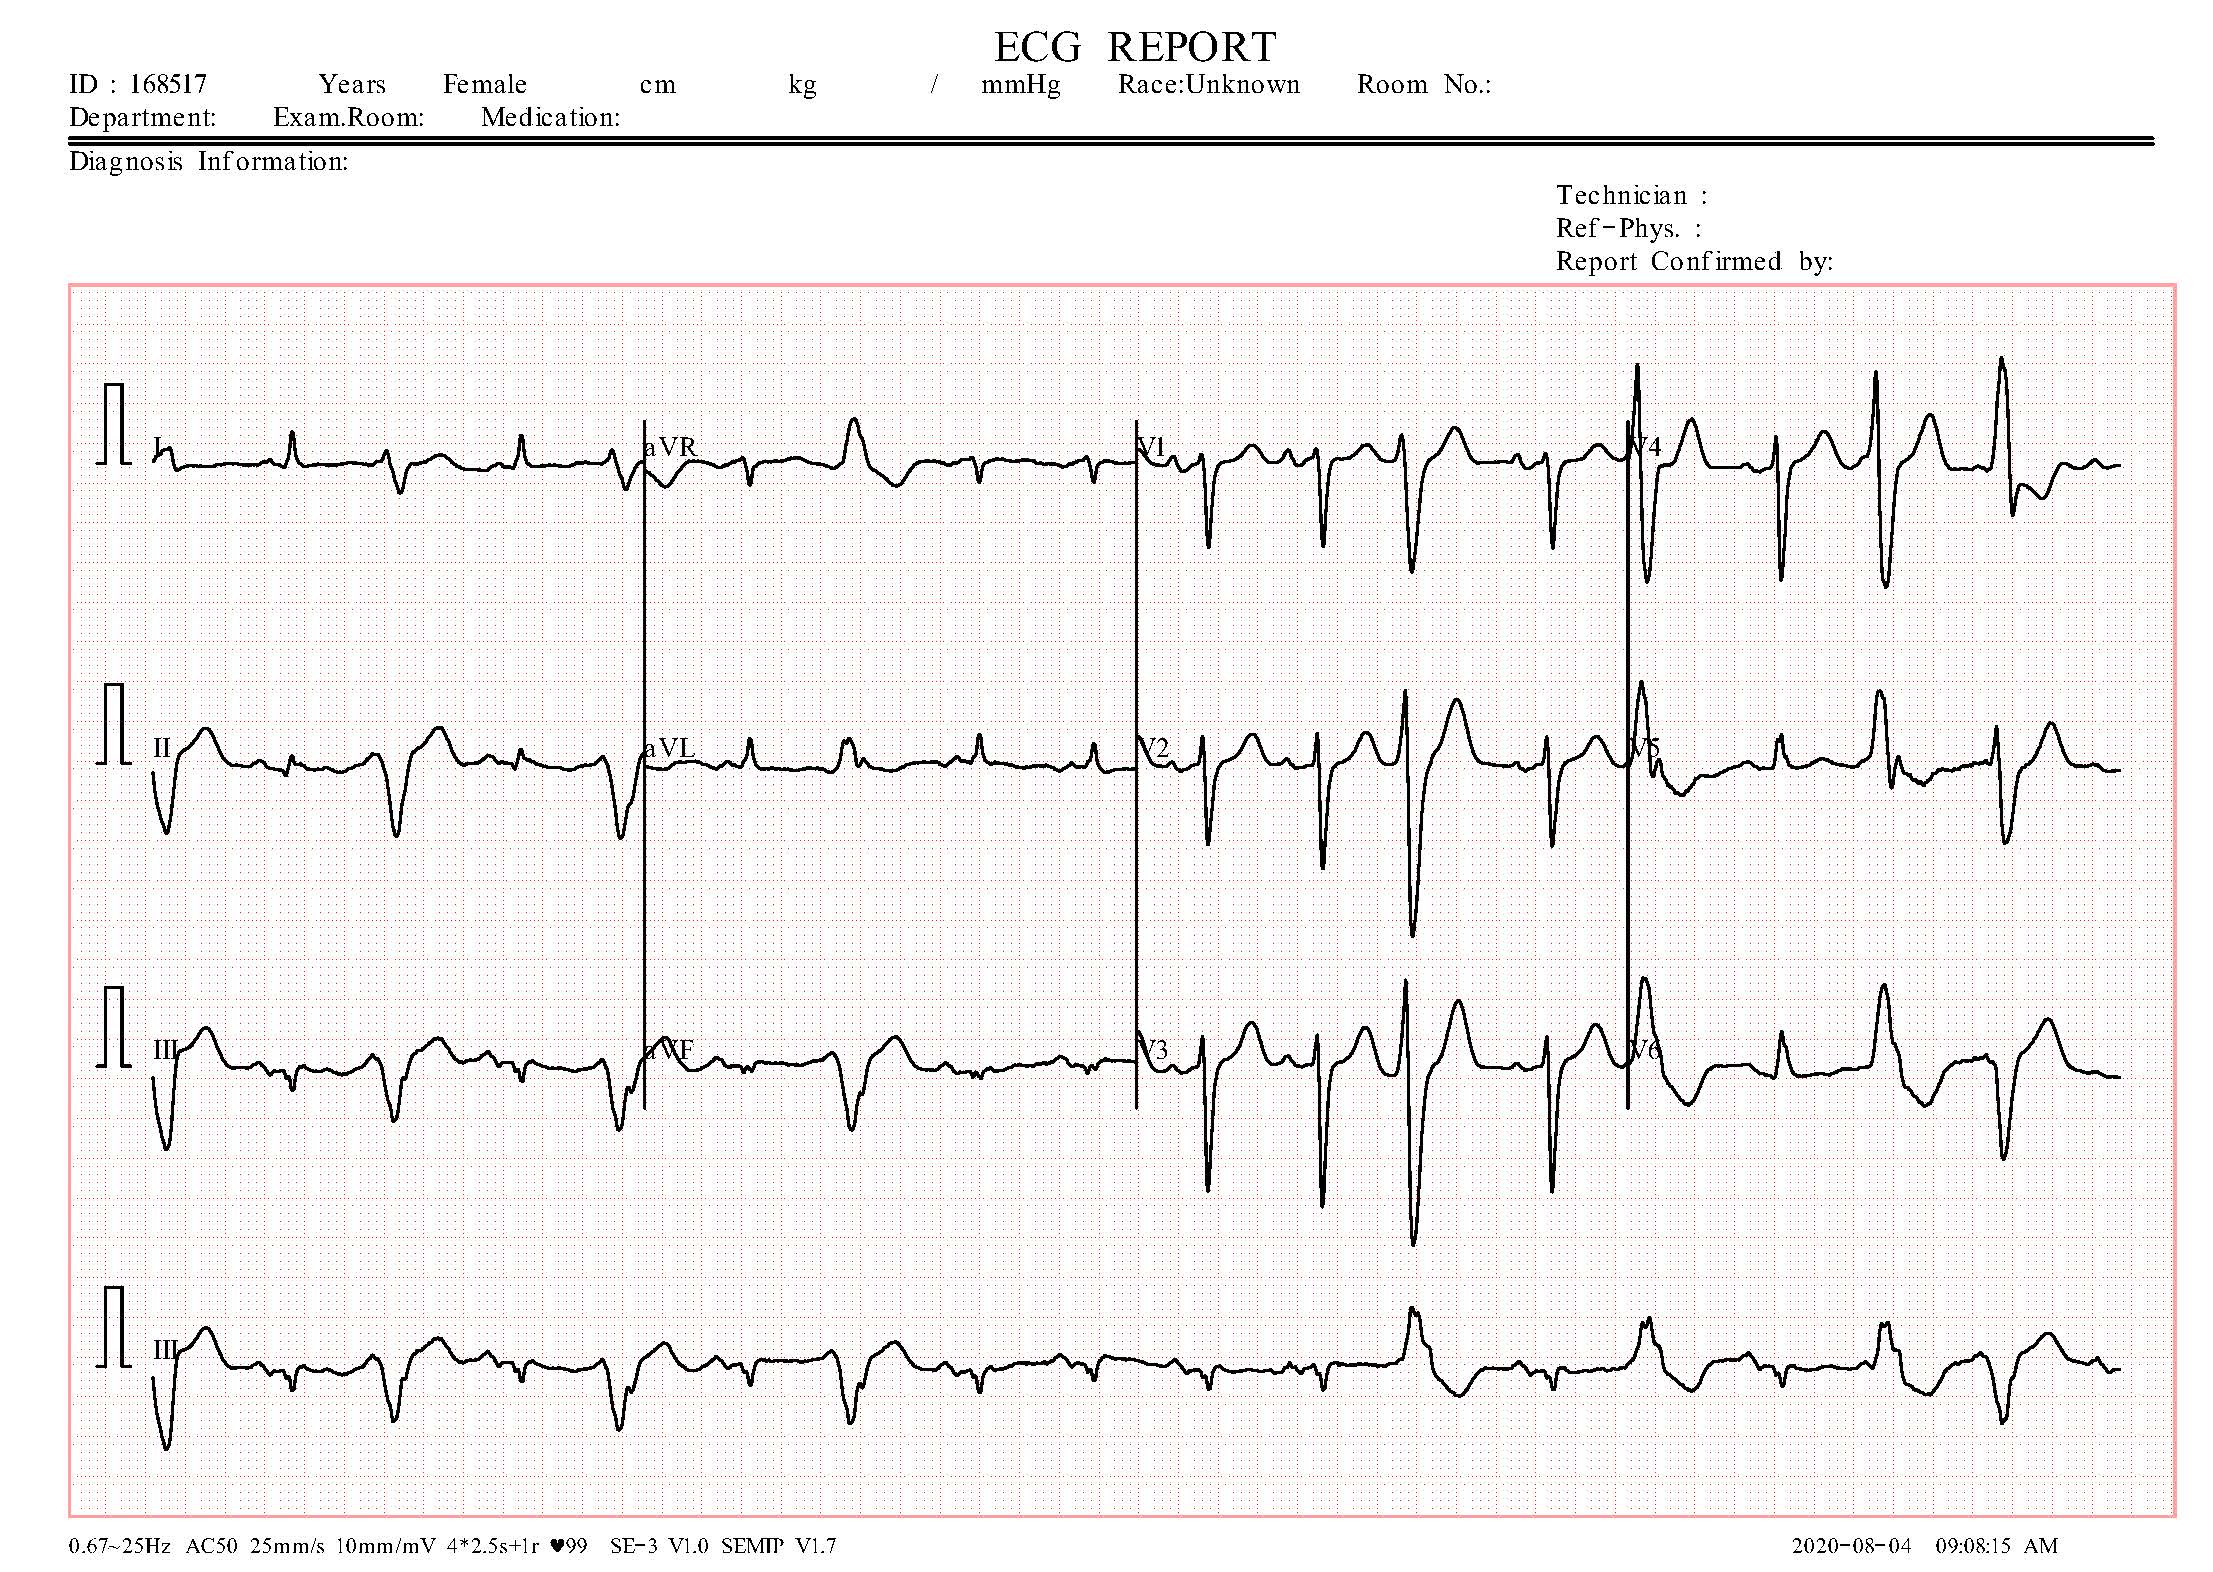 ECG REPORT
ID : 168517 Years Female cm kg / mmHg Race:Unknown Room No.:
Department: Exam.Room: Medication:
Diagnosis Information:
Technician :
Ref-Phys. :
Report Confirmed by:
I aVR V1 V4
II aVL V2 V5
III aVF V3 V6
III
0.67~25Hz AC50 25mm/s 10mm/mV 4*2.5s+1r ♥99 SE-3 V1.0 SEMIP V1.7 2020-08-04 09:08:15 AM